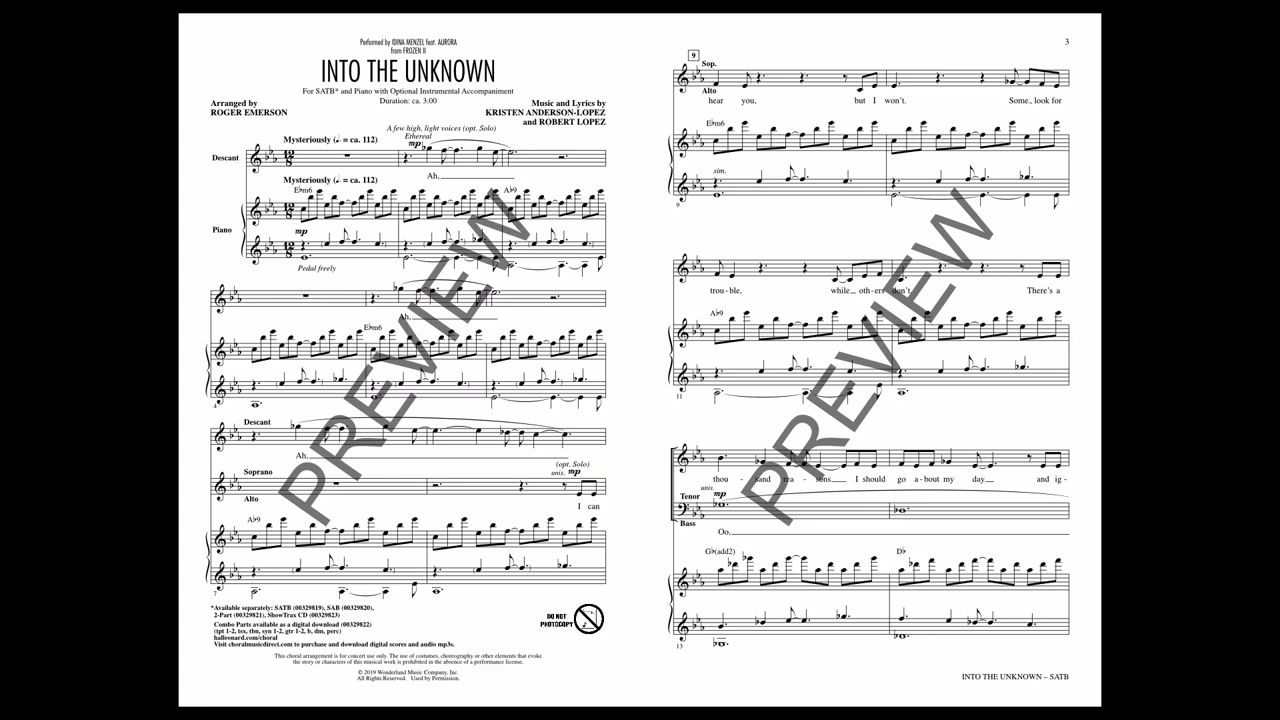 Performed by IDINA MENZEL feat. AURORA
from FROZEN II
INTO THE UNKNOWN
For SATB* and Piano with Optional Instrumental Accompaniment
Duration: ca. 3:00
Arranged by
ROGER EMERSON
Music and Lyrics by
KRISTEN ANDERSON-LOPEZ
and ROBERT LOPEZ
A few high, light voices (opt. Solo)
Mysteriously (♩. = ca. 112)
Ethereal
mp
Descant
12
8
Ah,
Mysteriously (♩. = ca. 112)
E♭m6
A♭9
Piano
12
8
mp
12
8
Pedal freely
Ah,
E♭m6
4
Descant
Ah,
(opt. Solo)
Soprano
unis. mp
Alto
I can
A♭9
7
*Available separately: SATB (00329819), SAB (00329820),
2-Part (00329821), ShowTrax CD (00329823)
Combo Parts available as a digital download (00329822)
(tpt 1-2, tsx, tbn, syn 1-2, gtr 1-2, b, dm, perc)
halleonard.com/choral
Visit choralmusicdirect.com to purchase and download digital scores and audio mp3s.
DO NOT
PHOTOCOPY
This choral arrangement is for concert use only. The use of costumes, choreography or other elements that evoke
the story or characters of this musical work is prohibited in the absence of a performance license.
© 2019 Wonderland Music Company, Inc.
All Rights Reserved. Used by Permission.
PREVIEW
3
9
Sop.
Alto
hear you, but I won't. Some look for
E♭m6
sim.
9
trou - ble, while oth - ers don't. There's a
A♭9
11
thou - sand rea - sons I should go a - bout my day and ig -
unis.
mp
Tenor
Bass
Oo,
G♭(add2)
D♭
13
PREVIEW
INTO THE UNKNOWN – SATB